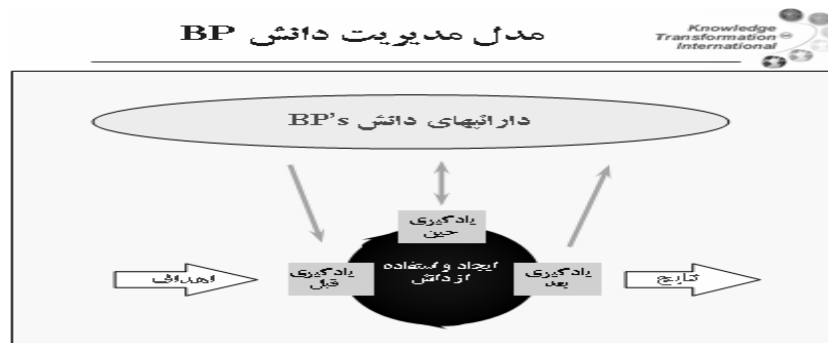 مدل مدیریت دانش BP
Knowledge
Transformation
International
دارائیهای دانش BP's
یادگیری
حین
ایجاد و استفاده
از دانش
یادگیری
قبل
یادگیری
بعد
اهداف
نتایج